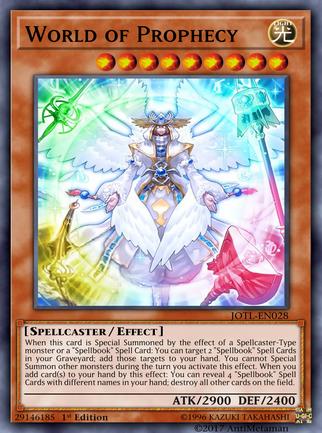 World of Prophecy
LIGHT
光
JOTL-EN028
[Spellcaster / Effect]
When this card is Special Summoned by the effect of a Spellcaster-Type
monster or a "Spellbook" Spell Card: You can target 2 "Spellbook" Spell Cards
in your Graveyard; add those targets to your hand. You cannot Special
Summon other monsters during the turn you activate this effect. When you
add card(s) to your hand by this effect: You can reveal 4 "Spellbook" Spell
Cards with different names in your hand; destroy all other cards on the field.
ATK/2900 DEF/2400
29146185 1st Edition ©1996 KAZUKI TAKAHASHI
©2017 AntiMetaman